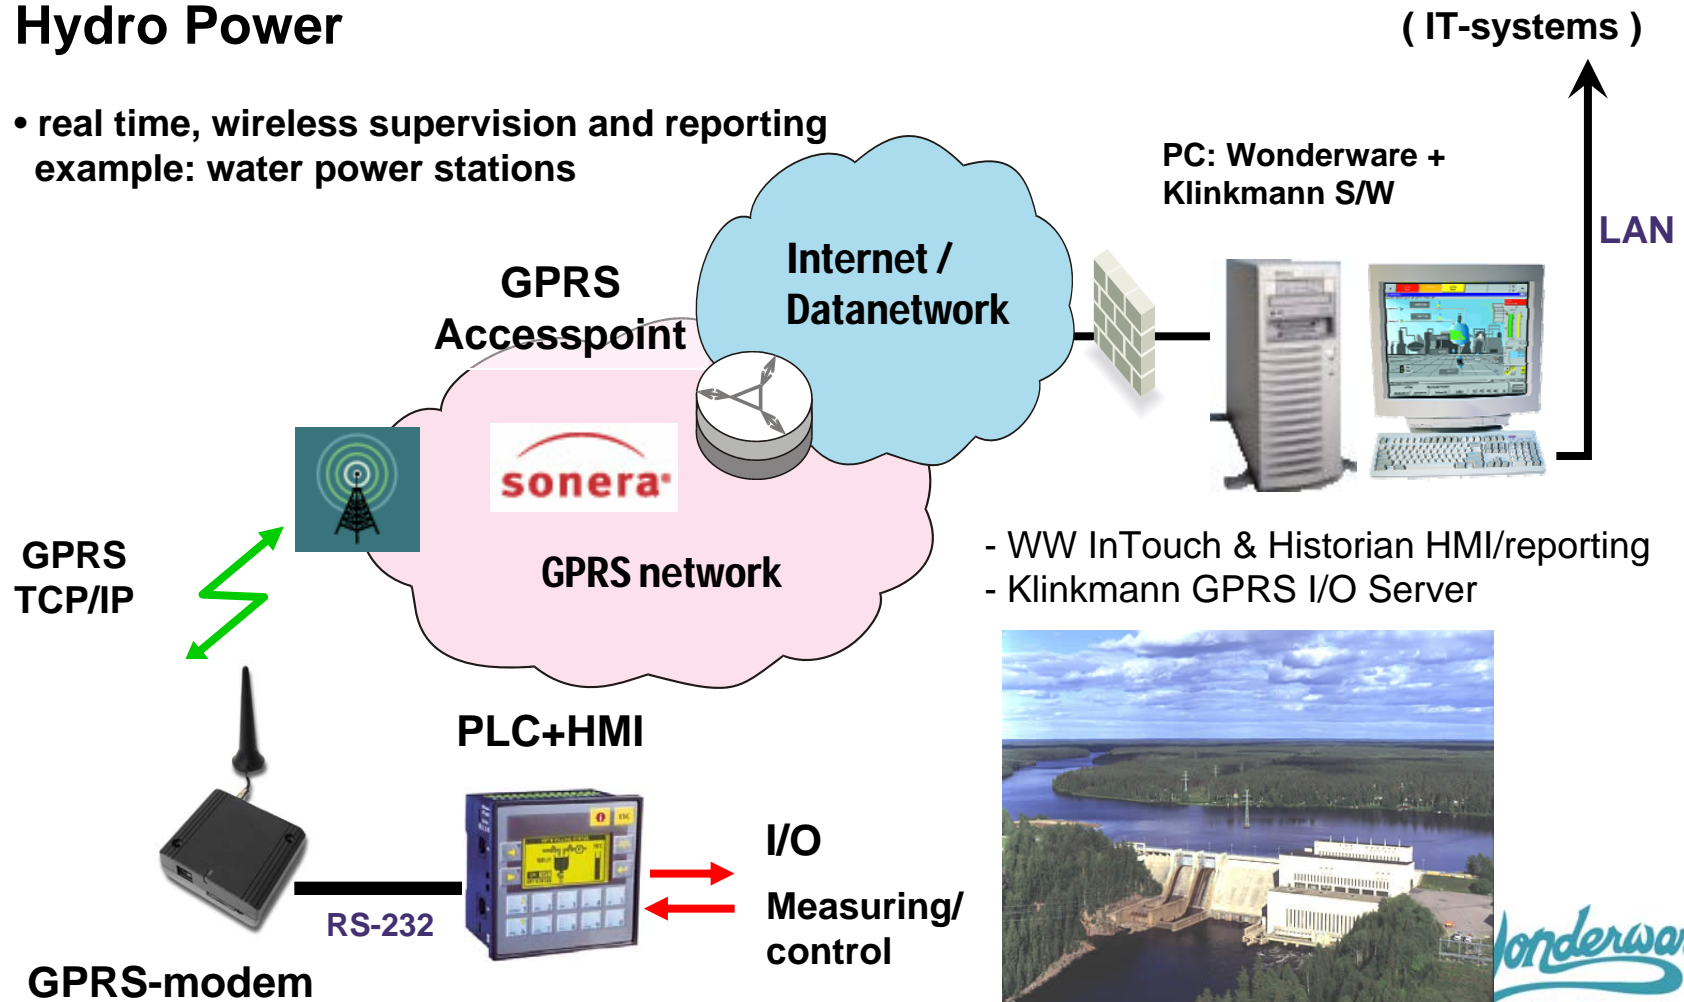 Hydro Power
( IT-systems )
• real time, wireless supervision and reporting
example: water power stations
PC: Wonderware +
Klinkmann S/W
LAN
Internet /
Datanetwork
GPRS
Accesspoint
sonera
GPRS network
GPRS
TCP/IP
- WW InTouch & Historian HMI/reporting
- Klinkmann GPRS I/O Server
PLC+HMI
ESC
I/O
Measuring/
control
RS-232
GPRS-modem